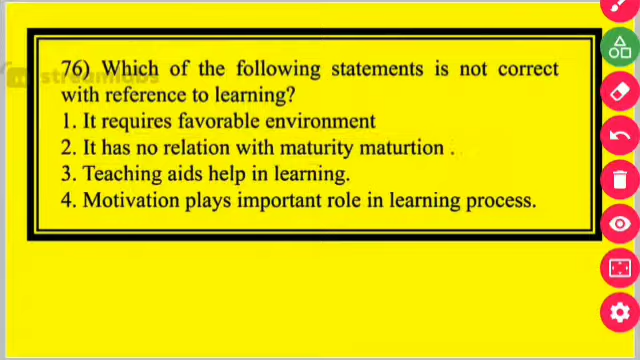 76) Which of the following statements is not correct
streamlabs
with reference to learning?
1. It requires favorable environment
2. It has no relation with maturity maturtion .
3. Teaching aids help in learning.
4. Motivation plays important role in learning process.